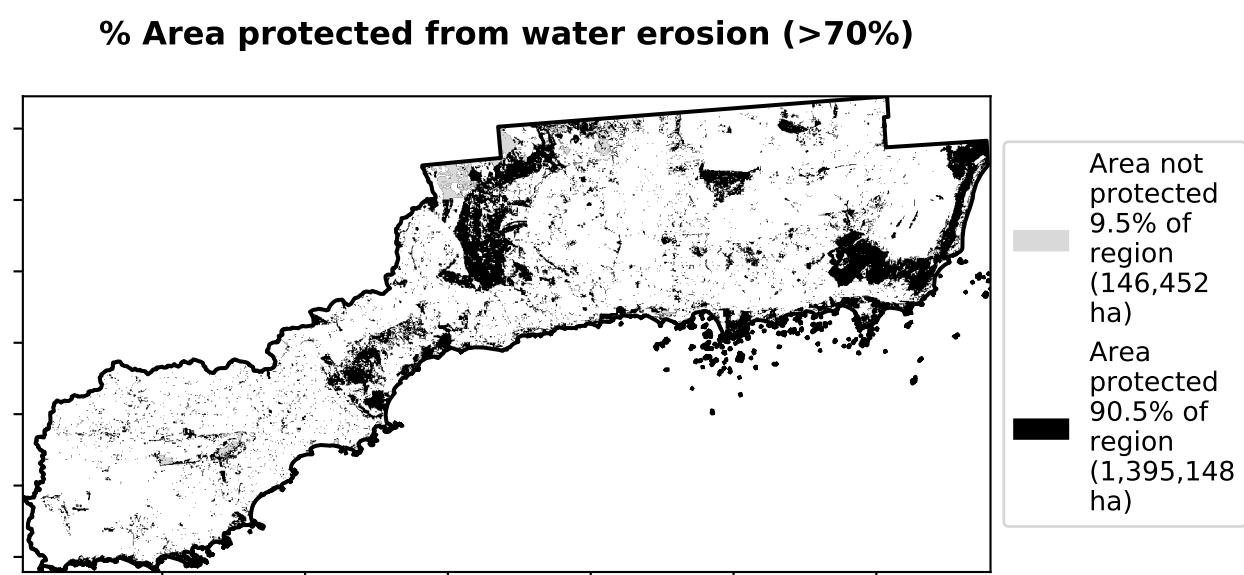 % Area protected from water erosion (>70%)
Area not
protected
9.5% of
region
(146,452
ha)
Area
protected
90.5% of
region
(1,395,148
ha)